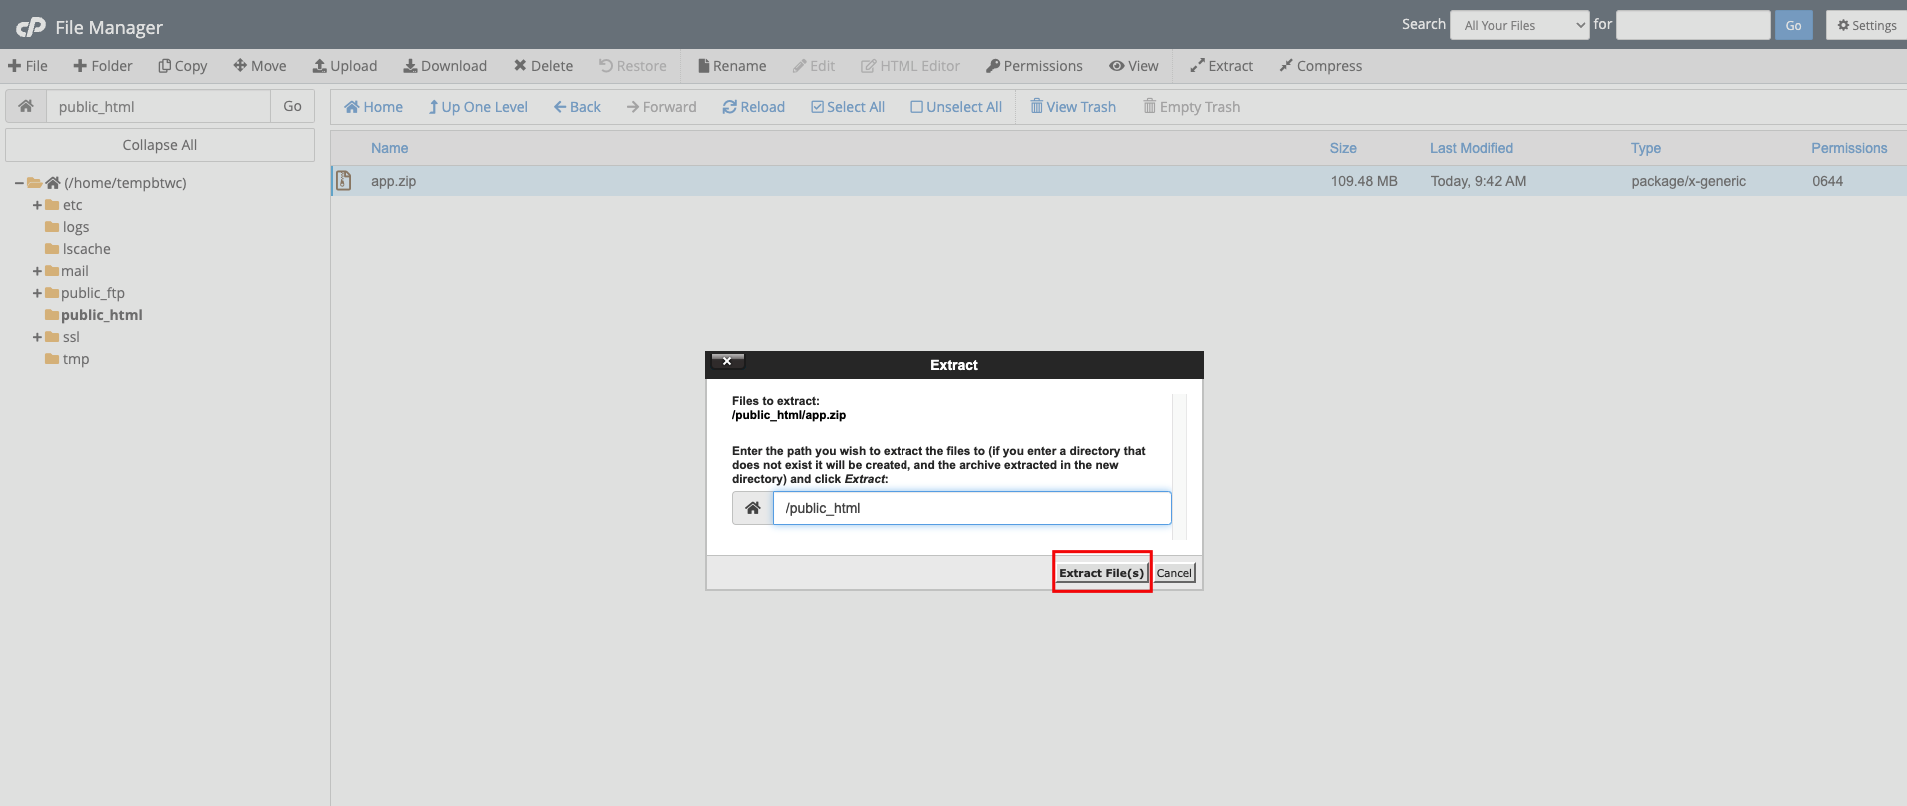 cP File Manager
Search All Your Files for Go Settings
File Folder Copy Move Upload Download Delete Restore Rename Edit HTML Editor Permissions View Extract Compress
public_html Go
Home Up One Level Back Forward Reload Select All Unselect All View Trash Empty Trash
Collapse All
Name Size Last Modified Type Permissions
app.zip 109.48 MB Today, 9:42 AM package/x-generic 0644
(/home/tempbtwc)
etc
logs
lscache
mail
public_ftp
public_html
ssl
tmp
Extract
Files to extract:
/public_html/app.zip
Enter the path you wish to extract the files to (if you enter a directory that
does not exist it will be created, and the archive extracted in the new
directory) and click Extract:
/public_html
Extract File(s) Cancel